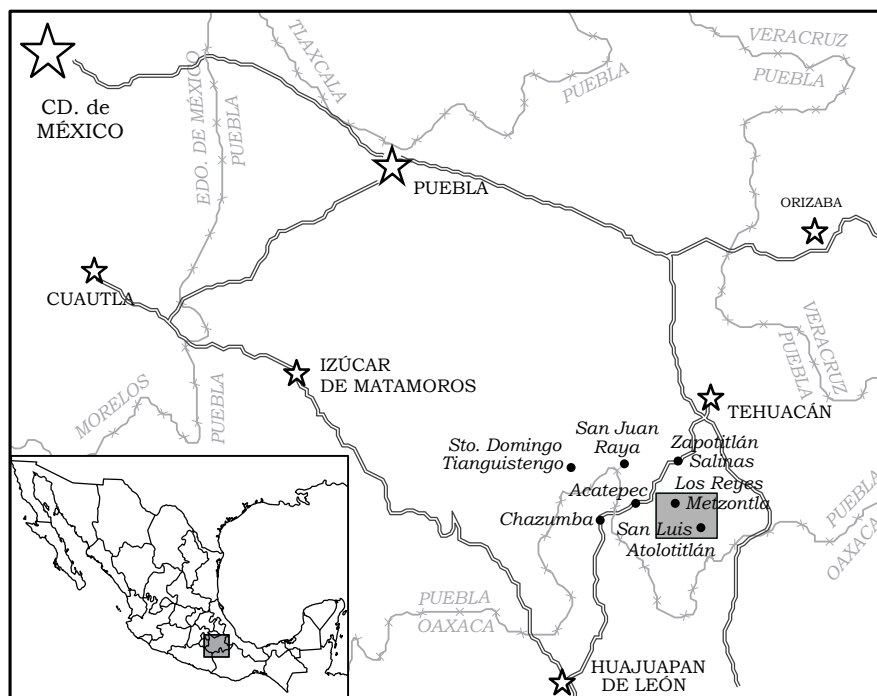 CD. de
MÉXICO
EDO. DE MÉXICO
PUEBLA
TLAXCALA
PUEBLA
VERACRUZ
PUEBLA
PUEBLA
ORIZABA
CUAUTLA
IZÚCAR
DE MATAMOROS
MORELOS
PUEBLA
VERACRUZ
PUEBLA
TEHUACÁN
San Juan
Raya
Sto. Domingo
Tianguistengo
Zapotitlán
Salinas
Acatepec
Los Reyes
Metzontla
Chazumba
San Luis
Atolotitlán
PUEBLA
OAXACA
PUEBLA
OAXACA
HUAJUAPAN
DE LEÓN